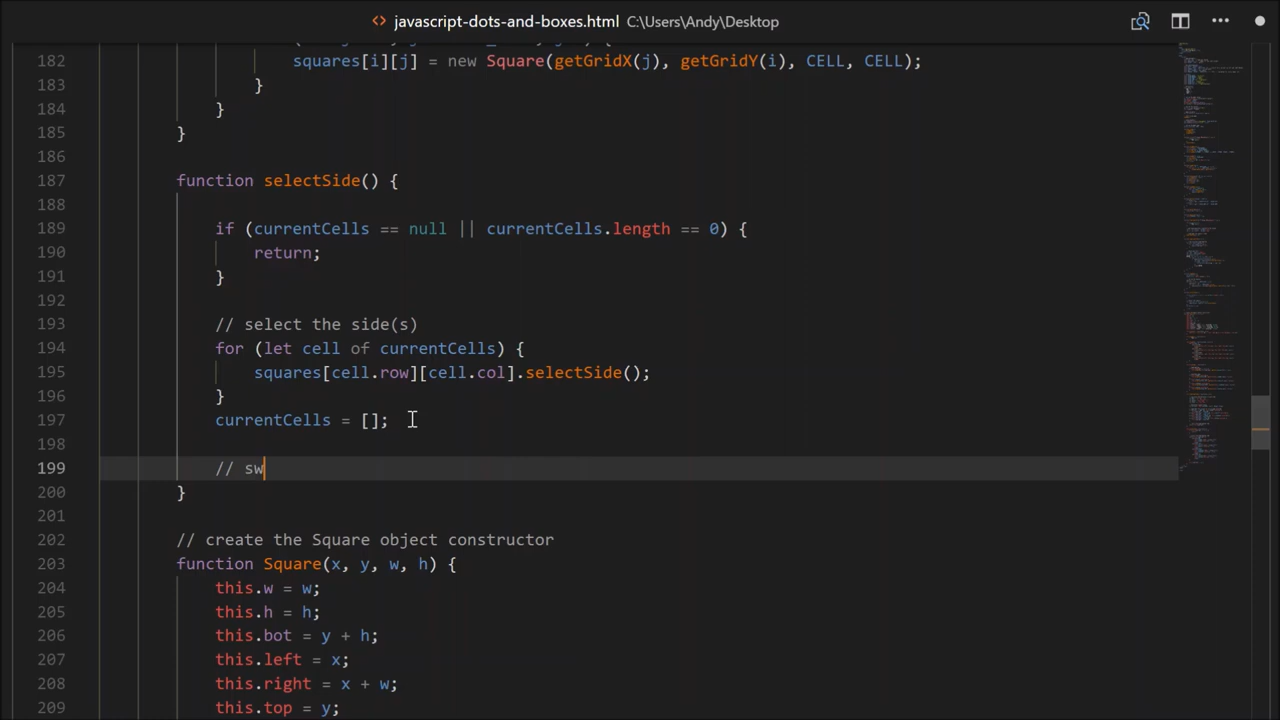 javascript-dots-and-boxes.html C:\Users\Andy\Desktop
182 squares[i][j] = new Square(getGridX(j), getGridY(i), CELL, CELL);
183 }
184 }
185 }
186
187 function selectSide() {
188
189 if (currentCells == null || currentCells.length == 0) {
190 return;
191 }
192
193 // select the side(s)
194 for (let cell of currentCells) {
195 squares[cell.row][cell.col].selectSide();
196 }
197 currentCells = [];
198
199 // sw
200 }
201
202 // create the Square object constructor
203 function Square(x, y, w, h) {
204 this.w = w;
205 this.h = h;
206 this.bot = y + h;
207 this.left = x;
208 this.right = x + w;
209 this.top = y;